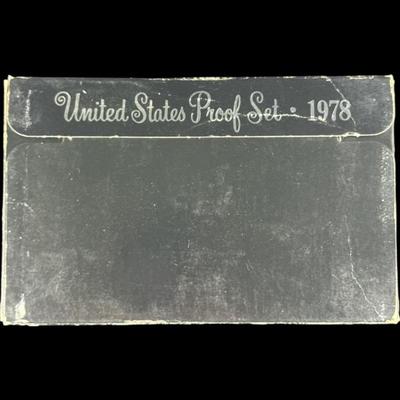 United States Proof Set • 1978